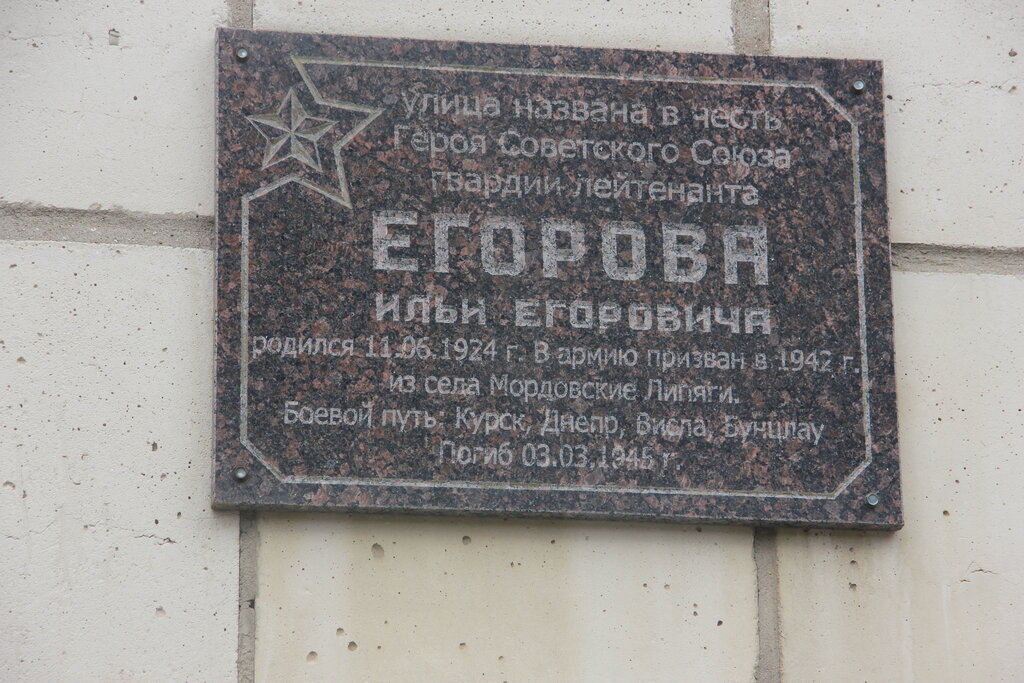 улица названа в честь
Героя Советского Союза
гвардии лейтенанта
ЕГОРОВА
ИЛЬИ ЕГОРОВИЧА
родился 11.06.1924 г. В армию призван в 1942 г.
из села Мордовские Липяги.
Боевой путь: Курск, Днепр, Висла, Бунцлау
Погиб 03.03.1945 г.